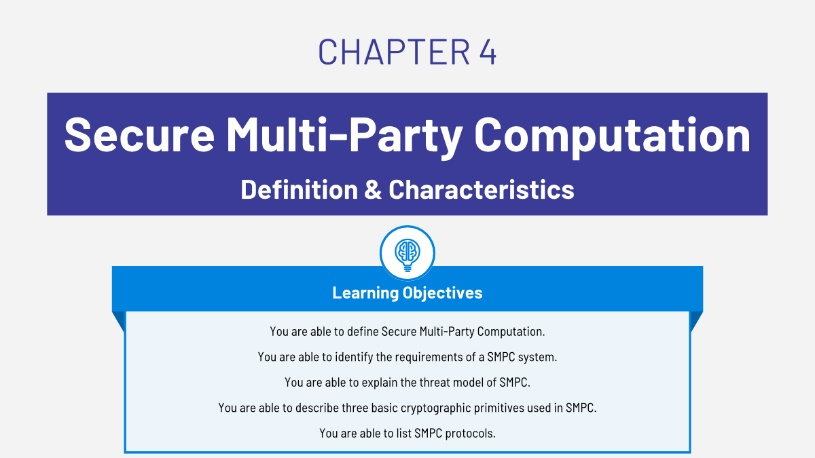 CHAPTER 4
Secure Multi-Party Computation
Definition & Characteristics
Learning Objectives
You are able to define Secure Multi-Party Computation.
You are able to identify the requirements of a SMPC system.
You are able to explain the threat model of SMPC.
You are able to describe three basic cryptographic primitives used in SMPC.
You are able to list SMPC protocols.